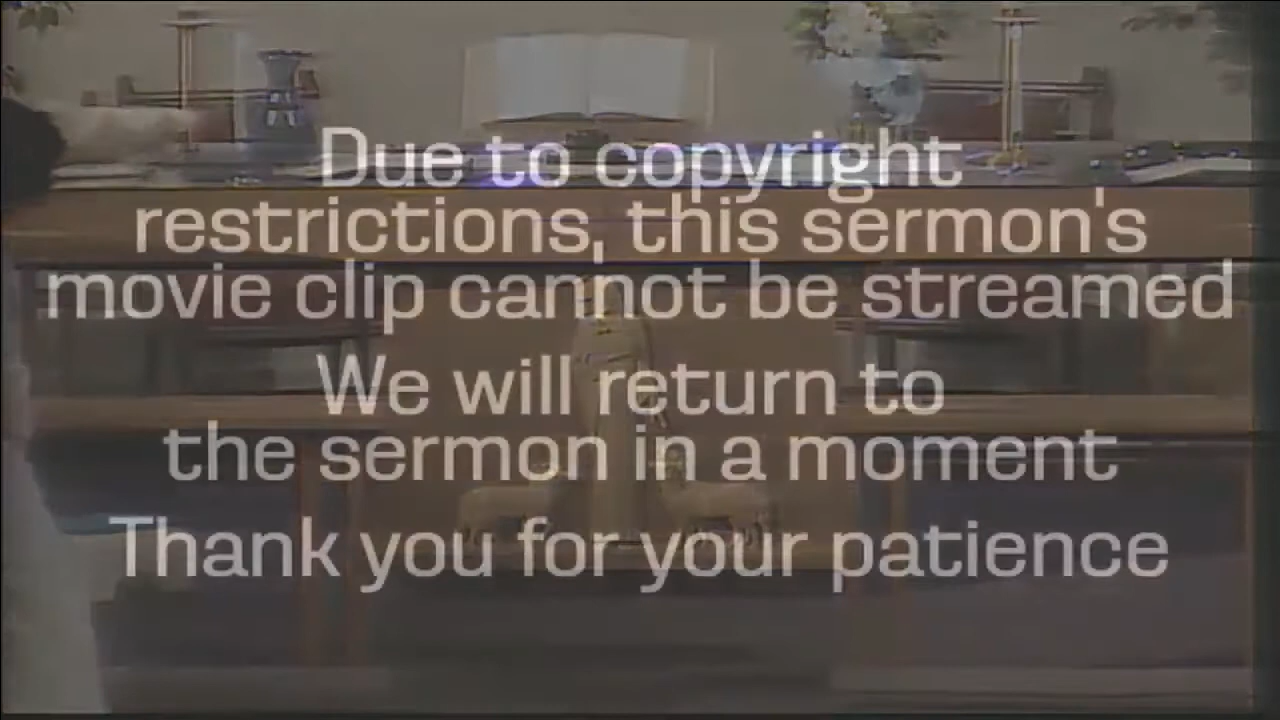 Due to copyright
restrictions, this sermon's
movie clip cannot be streamed
We will return to
the sermon in a moment
Thank you for your patience